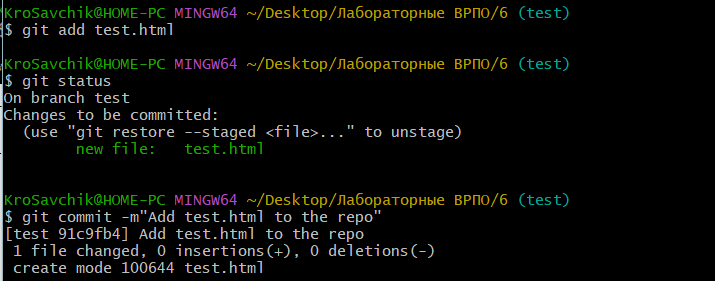 KroSavchik@HOME-PC MINGW64 ~/Desktop/Лабораторные ВРПО/6 (test)
$ git add test.html
KroSavchik@HOME-PC MINGW64 ~/Desktop/Лабораторные ВРПО/6 (test)
$ git status
On branch test
Changes to be committed:
  (use "git restore --staged <file>..." to unstage)
        new file:   test.html
KroSavchik@HOME-PC MINGW64 ~/Desktop/Лабораторные ВРПО/6 (test)
$ git commit -m"Add test.html to the repo"
[test 91c9fb4] Add test.html to the repo
 1 file changed, 0 insertions(+), 0 deletions(-)
 create mode 100644 test.html